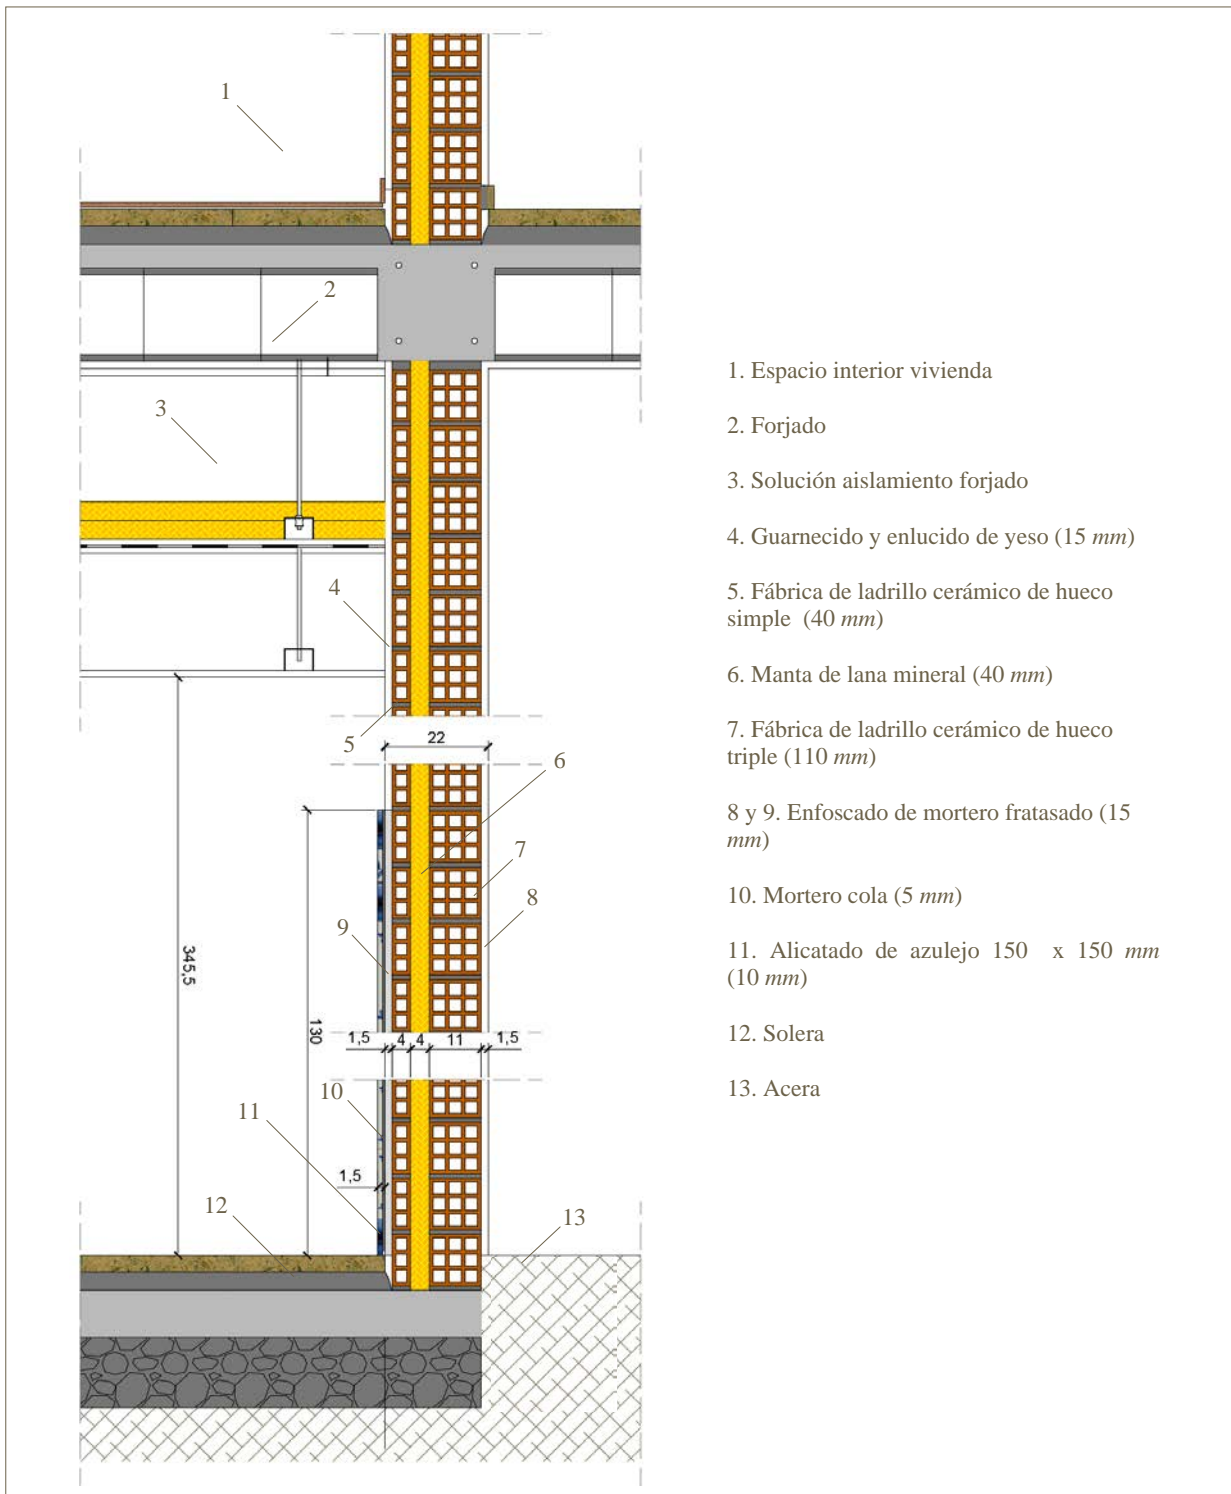 1
2
3
4
5
22
6
7
8
9
345,5
130
1,5 4 4 11 1,5
10
11
1,5
12
13
1. Espacio interior vivienda
2. Forjado
3. Solución aislamiento forjado
4. Guarnecido y enlucido de yeso (15 mm)
5. Fábrica de ladrillo cerámico de hueco
simple (40 mm)
6. Manta de lana mineral (40 mm)
7. Fábrica de ladrillo cerámico de hueco
triple (110 mm)
8 y 9. Enfoscado de mortero fratasado (15
mm)
10. Mortero cola (5 mm)
11. Alicatado de azulejo 150 x 150 mm
(10 mm)
12. Solera
13. Acera